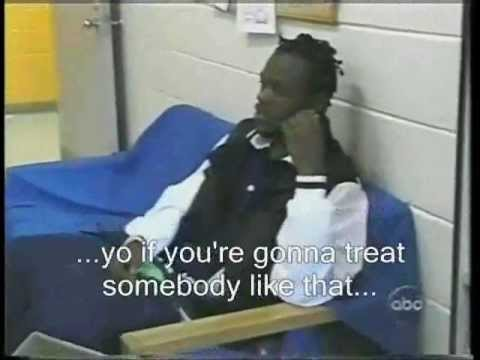 ...yo if you're gonna treat
somebody like that...
abc